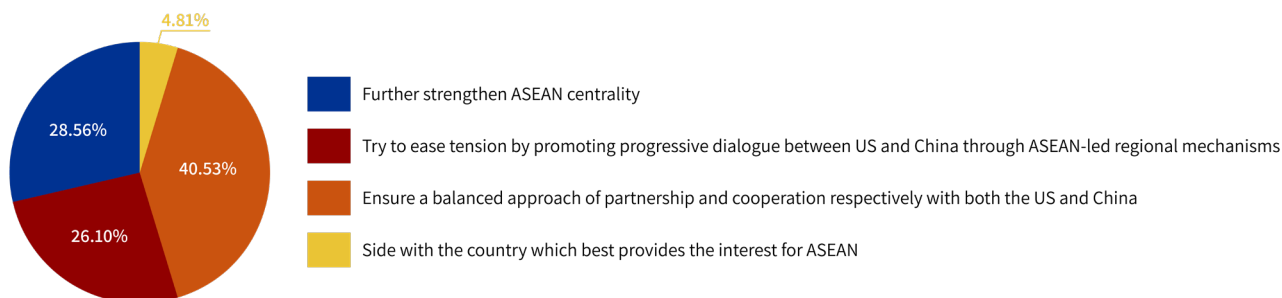 4.81%
28.56%
40.53%
26.10%
Further strengthen ASEAN centrality
Try to ease tension by promoting progressive dialogue between US and China through ASEAN-led regional mechanisms
Ensure a balanced approach of partnership and cooperation respectively with both the US and China
Side with the country which best provides the interest for ASEAN